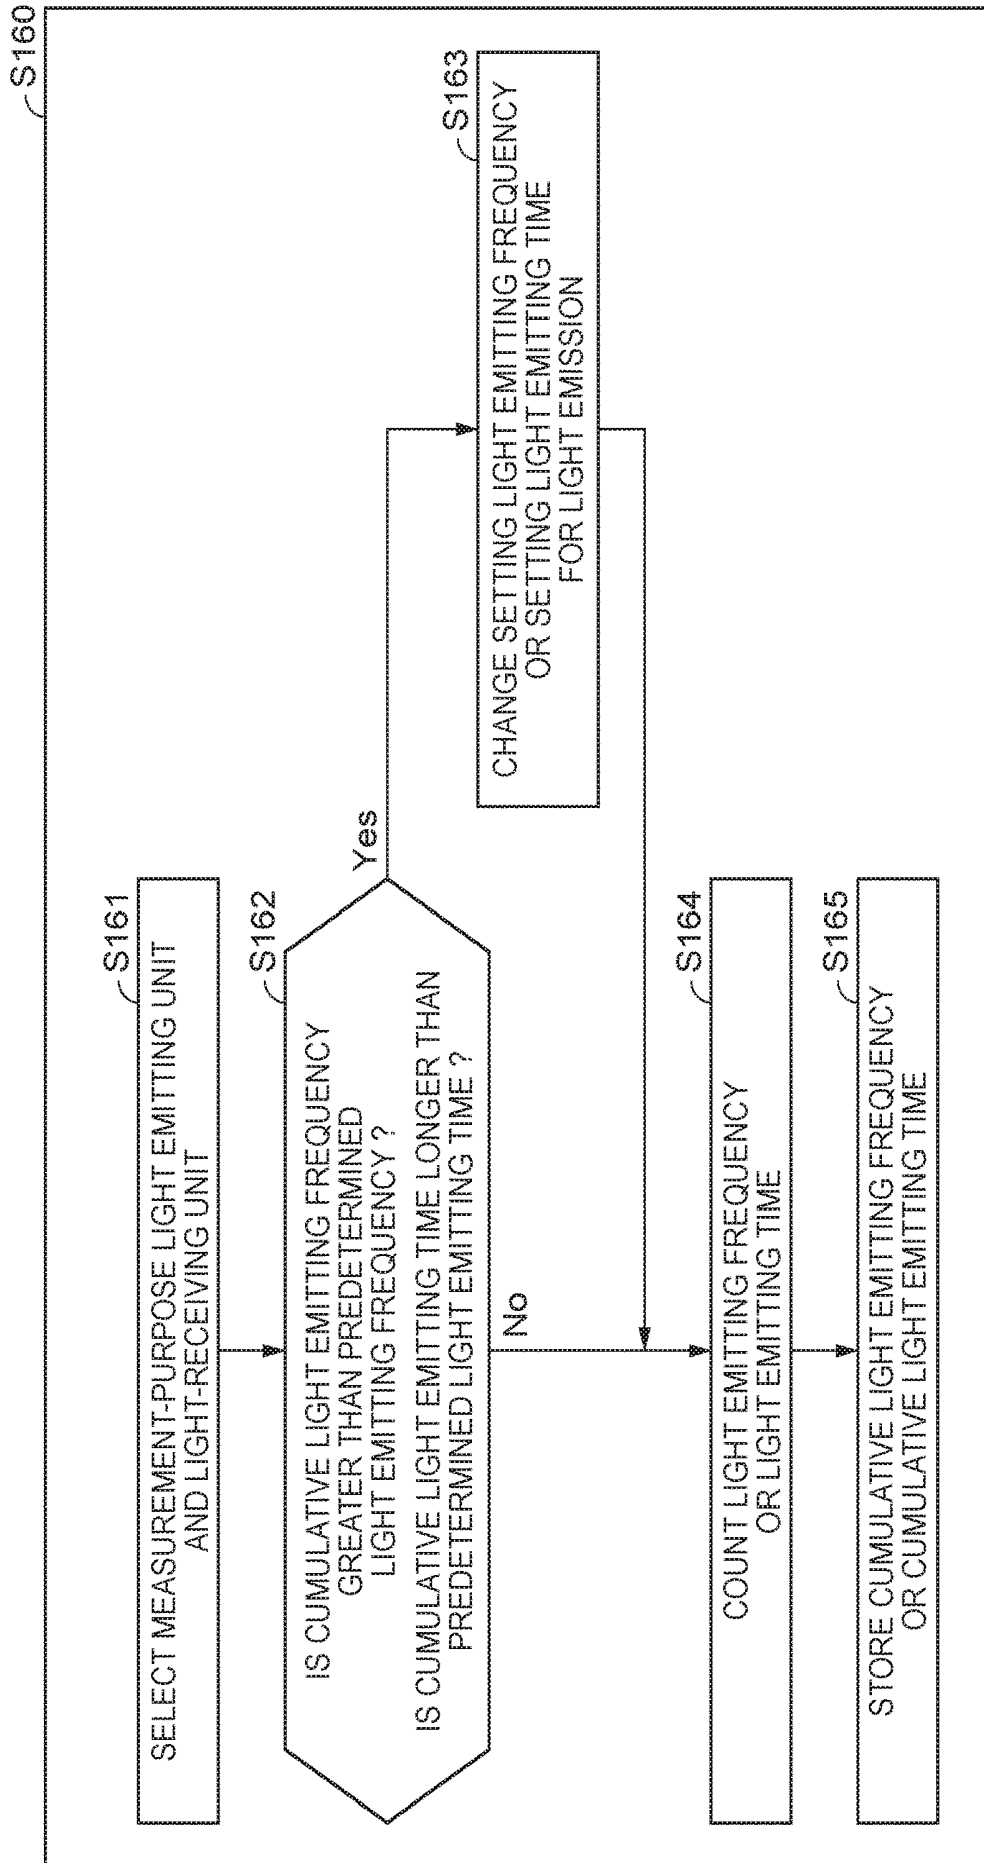 S160
S161
SELECT MEASUREMENT-PURPOSE LIGHT EMITTING UNIT
AND LIGHT-RECEIVING UNIT
S162
IS CUMULATIVE LIGHT EMITTING FREQUENCY
GREATER THAN PREDETERMINED
LIGHT EMITTING FREQUENCY ?
IS CUMULATIVE LIGHT EMITTING TIME LONGER THAN
PREDETERMINED LIGHT EMITTING TIME ?
Yes
No
S163
CHANGE SETTING LIGHT EMITTING FREQUENCY
OR SETTING LIGHT EMITTING TIME
FOR LIGHT EMISSION
S164
COUNT LIGHT EMITTING FREQUENCY
OR LIGHT EMITTING TIME
S165
STORE CUMULATIVE LIGHT EMITTING FREQUENCY
OR CUMULATIVE LIGHT EMITTING TIME